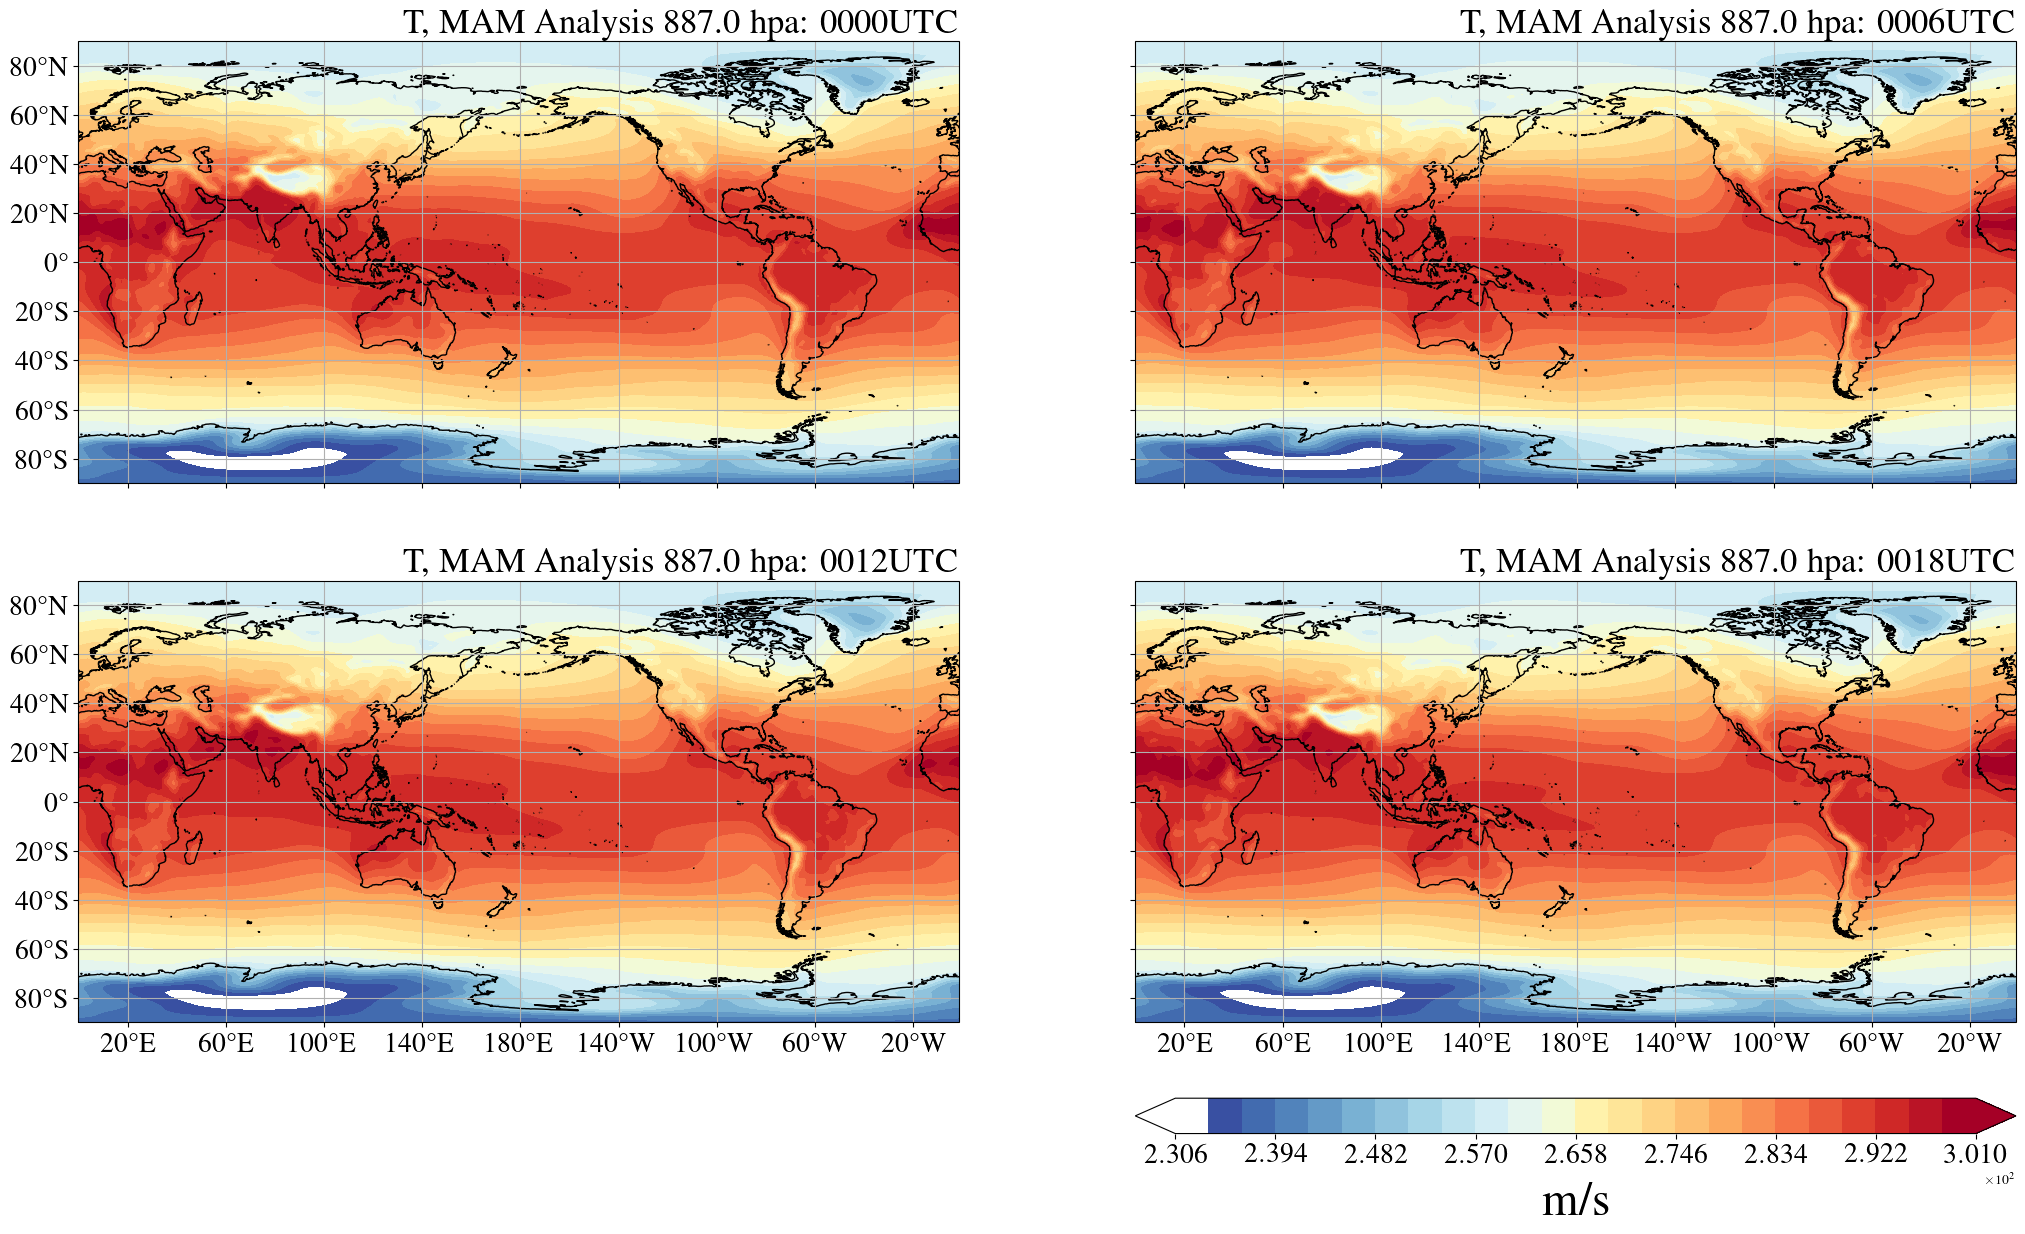 T, MAM Analysis 887.0 hpa: 0000UTC
T, MAM Analysis 887.0 hpa: 0006UTC
80°N
60°N
40°N
20°N
0°
20°S
40°S
60°S
80°S
T, MAM Analysis 887.0 hpa: 0012UTC
T, MAM Analysis 887.0 hpa: 0018UTC
80°N
60°N
40°N
20°N
0°
20°S
40°S
60°S
80°S
20°E 60°E 100°E 140°E 180°E 140°W 100°W 60°W 20°W
20°E 60°E 100°E 140°E 180°E 140°W 100°W 60°W 20°W
2.306 2.394 2.482 2.570 2.658 2.746 2.834 2.922 3.010
×10²
m/s